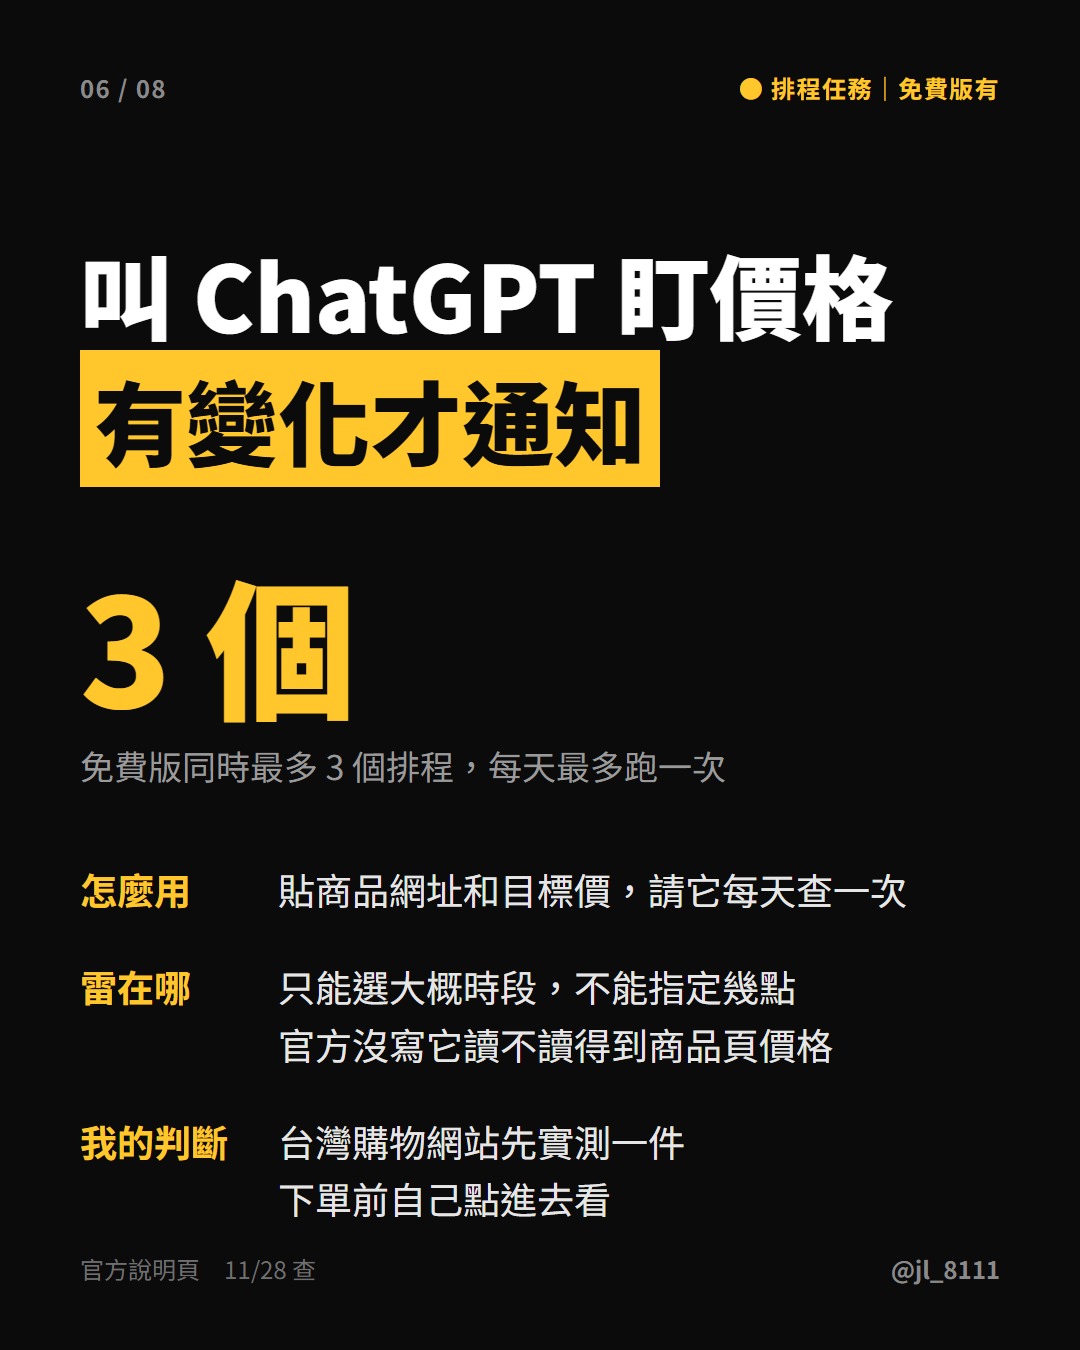 06 / 08
排程任務｜免費版有
叫 ChatGPT 盯價格
有變化才通知
3 個
免費版同時最多 3 個排程，每天最多跑一次
怎麼用 貼商品網址和目標價，請它每天查一次
雷在哪 只能選大概時段，不能指定幾點
官方沒寫它讀不讀得到商品頁價格
我的判斷 台灣購物網站先實測一件
下單前自己點進去看
官方說明頁 11/28 查
@jl_8111